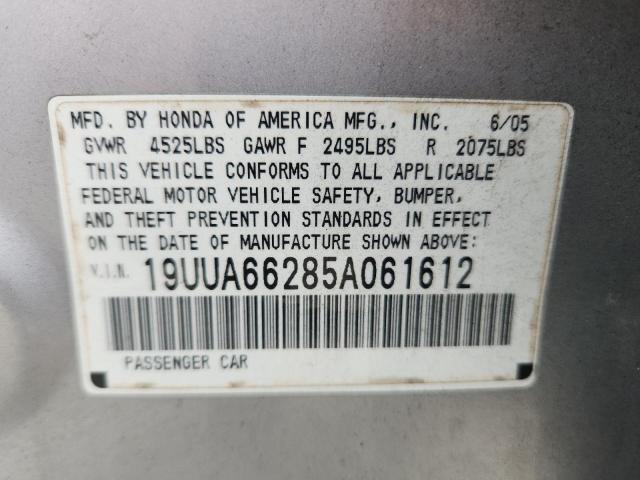 MFD. BY HONDA OF AMERICA MFG., INC. 6/05
GVWR 4525LBS GAWR F 2495LBS R 2075LBS
THIS VEHICLE CONFORMS TO ALL APPLICABLE
FEDERAL MOTOR VEHICLE SAFETY, BUMPER,
AND THEFT PREVENTION STANDARDS IN EFFECT
ON THE DATE OF MANUFACTURE SHOWN ABOVE:
V.I.N. 19UUA66285A061612
PASSENGER CAR